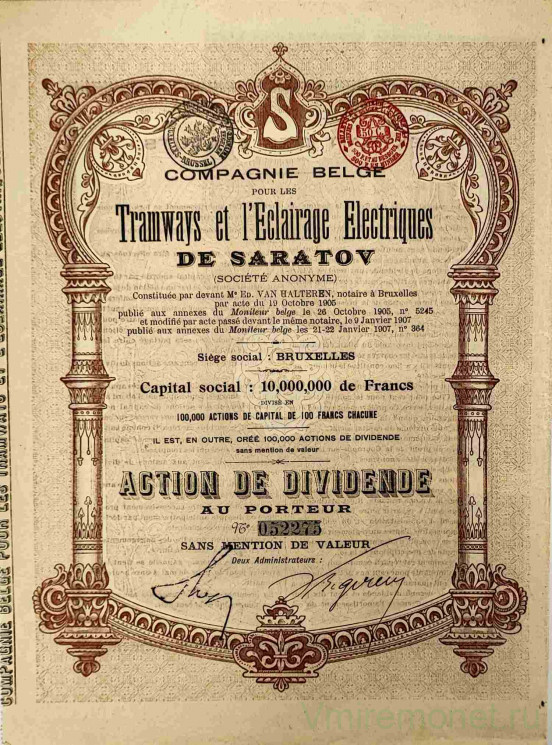 S
COMPAGNIE BELGE
POUR LES
Tramways et l'Eclairage Electriques
DE SARATOV
(SOCIÉTÉ ANONYME)
Constituée par devant Me ED. VAN HALTEREN, notaire à Bruxelles
par acte du 19 Octobre 1905
publié aux annexes du Moniteur belge le 26 Octobre 1905, no 5245
et modifié par acte passé devant le même notaire, le 9 Janvier 1907
publié aux annexes du Moniteur belge les 21-22 Janvier 1907, no 364
Siège social : BRUXELLES
Capital social : 10,000,000 de Francs
DIVISÉ EN
100,000 ACTIONS DE CAPITAL DE 100 FRANCS CHACUNE
IL EST, EN OUTRE, CRÉÉ 100,000 ACTIONS DE DIVIDENDE
sans mention de valeur
ACTION DE DIVIDENDE
AU PORTEUR
No 052275
SANS MENTION DE VALEUR
Deux Administrateurs :
COMPAGNIE BELGE POUR LES TRAMWAYS ET L'ECLAIRAGE
Vmiremonet.ru